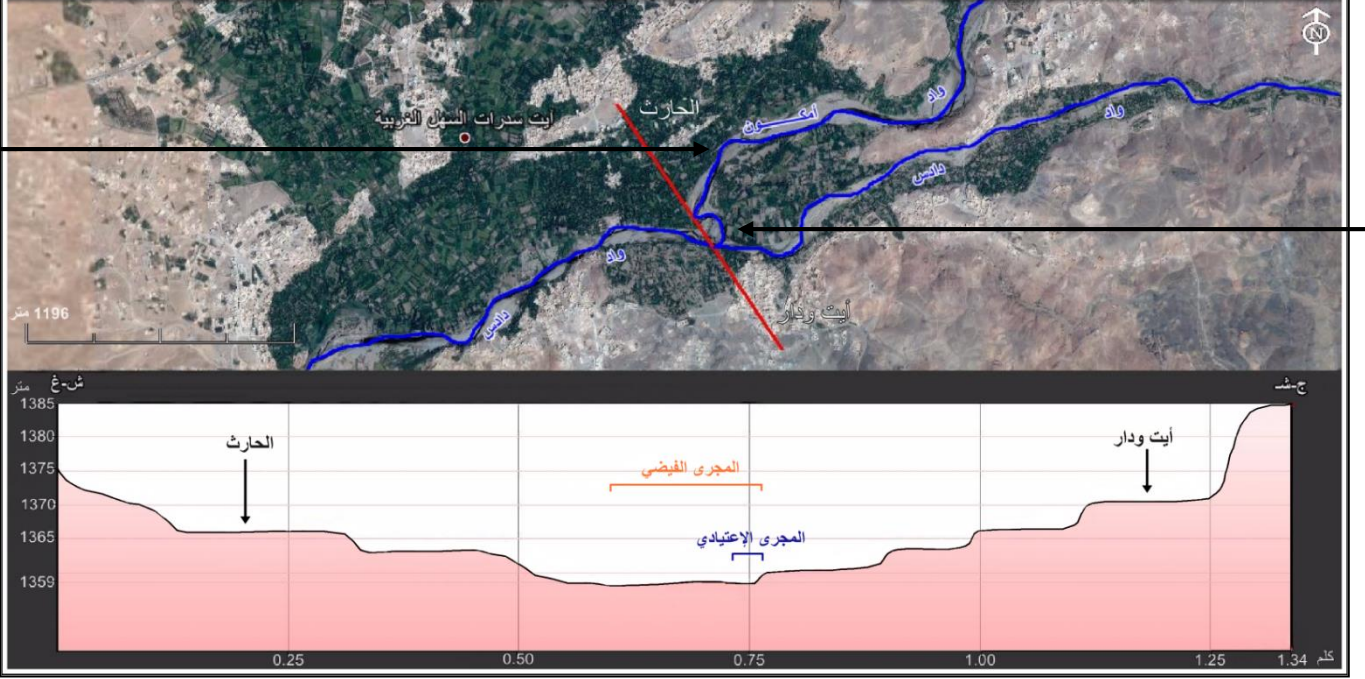 N
الحارث
أيت سدرات السهل الغربية
واد
أمكـــون
واد
دادس
واد
دادس
أيت ودار
1196 متر
متر ش-غ
ج-شـ
1385
1380
1375
1370
1365
1359
الحارث
أيت ودار
المجرى الفيضي
المجرى الإعتيادي
0.25 0.50 0.75 1.00 1.25 1.34 كلم